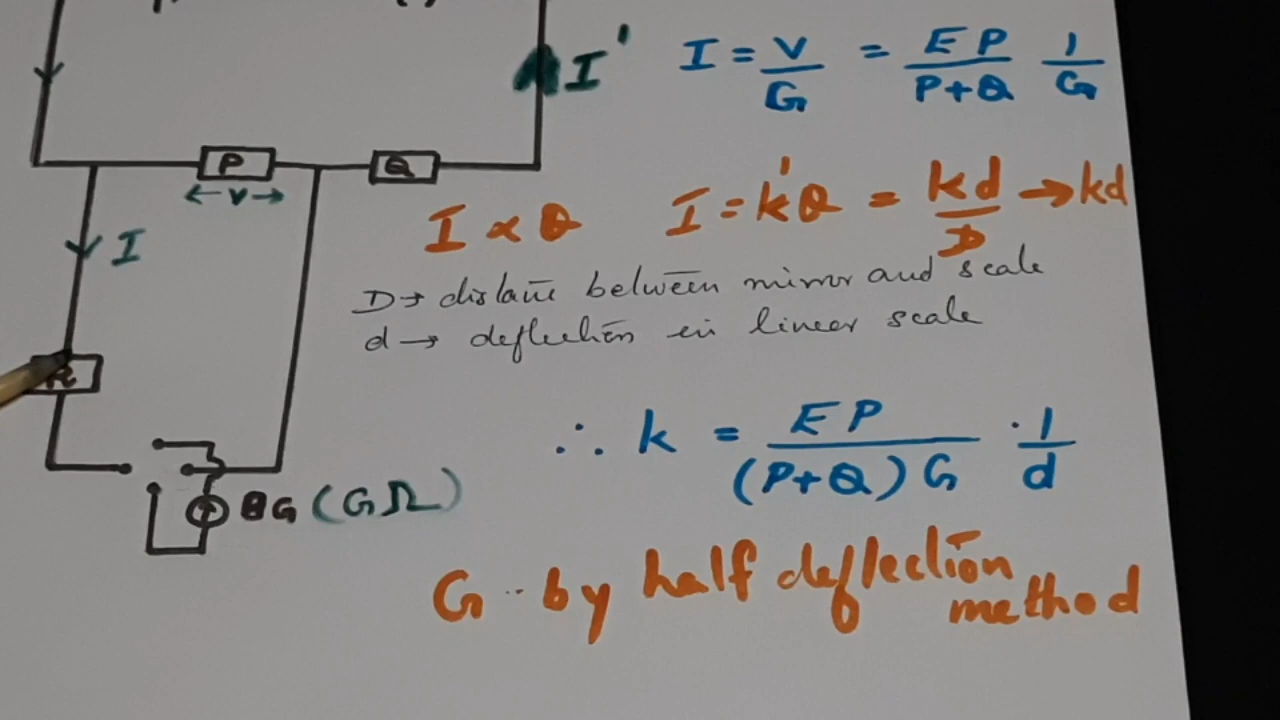 I'
I = V/G = EP/(P+Q) 1/G
P
Q
←V→
I ∝ θ I = k'θ = kd/D → kd
I
D → distance between mirror and scale
d → deflection in linear scale
R
∴ k = EP/((P+Q)G) · 1/d
BG (GΩ)
G .. by half deflection
method